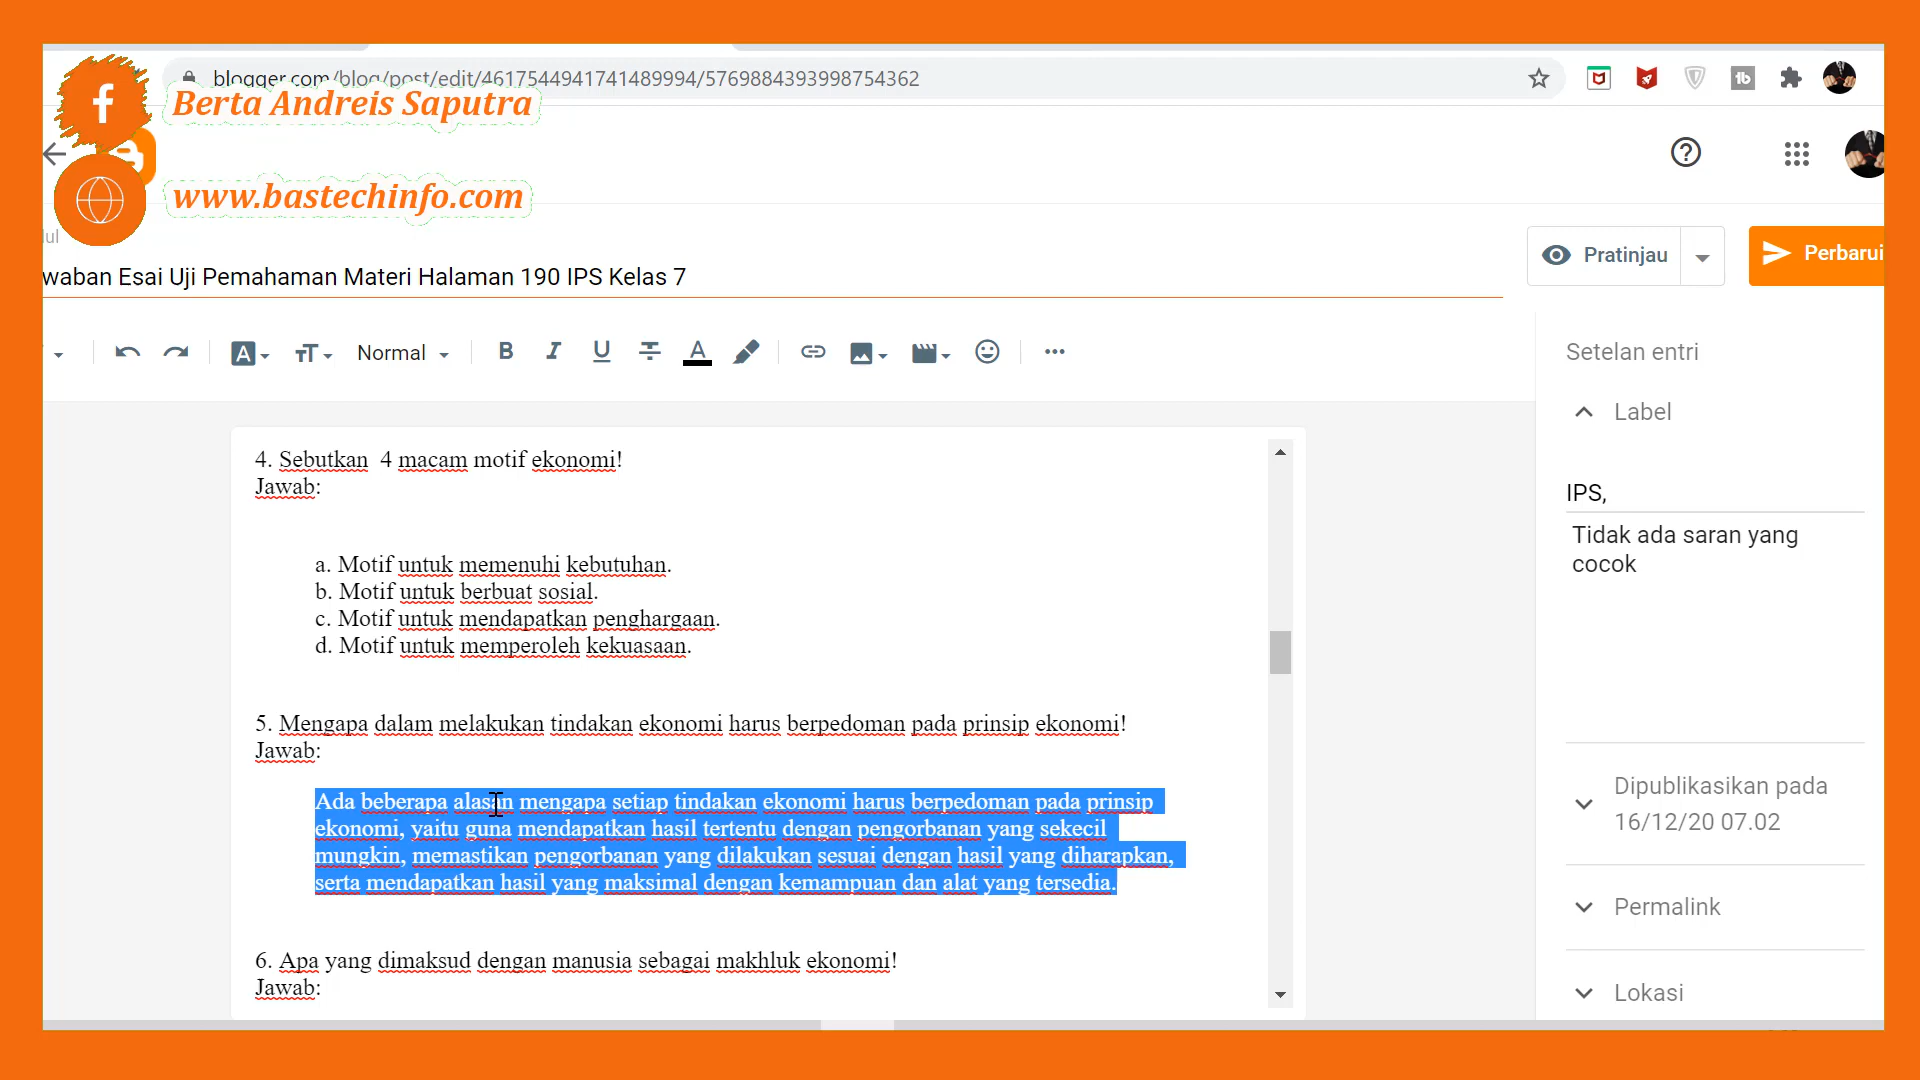 blogger.com/blog/post/edit/4617544941741489994/5769884393998754362
Berta Andreis Saputra
www.bastechinfo.com
dul
waban Esai Uji Pemahaman Materi Halaman 190 IPS Kelas 7
Pratinjau
Perbarui
Normal
Setelan entri
Label
IPS,
Tidak ada saran yang
cocok
Dipublikasikan pada
16/12/20 07.02
Permalink
Lokasi
4. Sebutkan 4 macam motif ekonomi!
Jawab:
a. Motif untuk memenuhi kebutuhan.
b. Motif untuk berbuat sosial.
c. Motif untuk mendapatkan penghargaan.
d. Motif untuk memperoleh kekuasaan.
5. Mengapa dalam melakukan tindakan ekonomi harus berpedoman pada prinsip ekonomi!
Jawab:
Ada beberapa alasan mengapa setiap tindakan ekonomi harus berpedoman pada prinsip
ekonomi, yaitu guna mendapatkan hasil tertentu dengan pengorbanan yang sekecil
mungkin, memastikan pengorbanan yang dilakukan sesuai dengan hasil yang diharapkan,
serta mendapatkan hasil yang maksimal dengan kemampuan dan alat yang tersedia.
6. Apa yang dimaksud dengan manusia sebagai makhluk ekonomi!
Jawab: